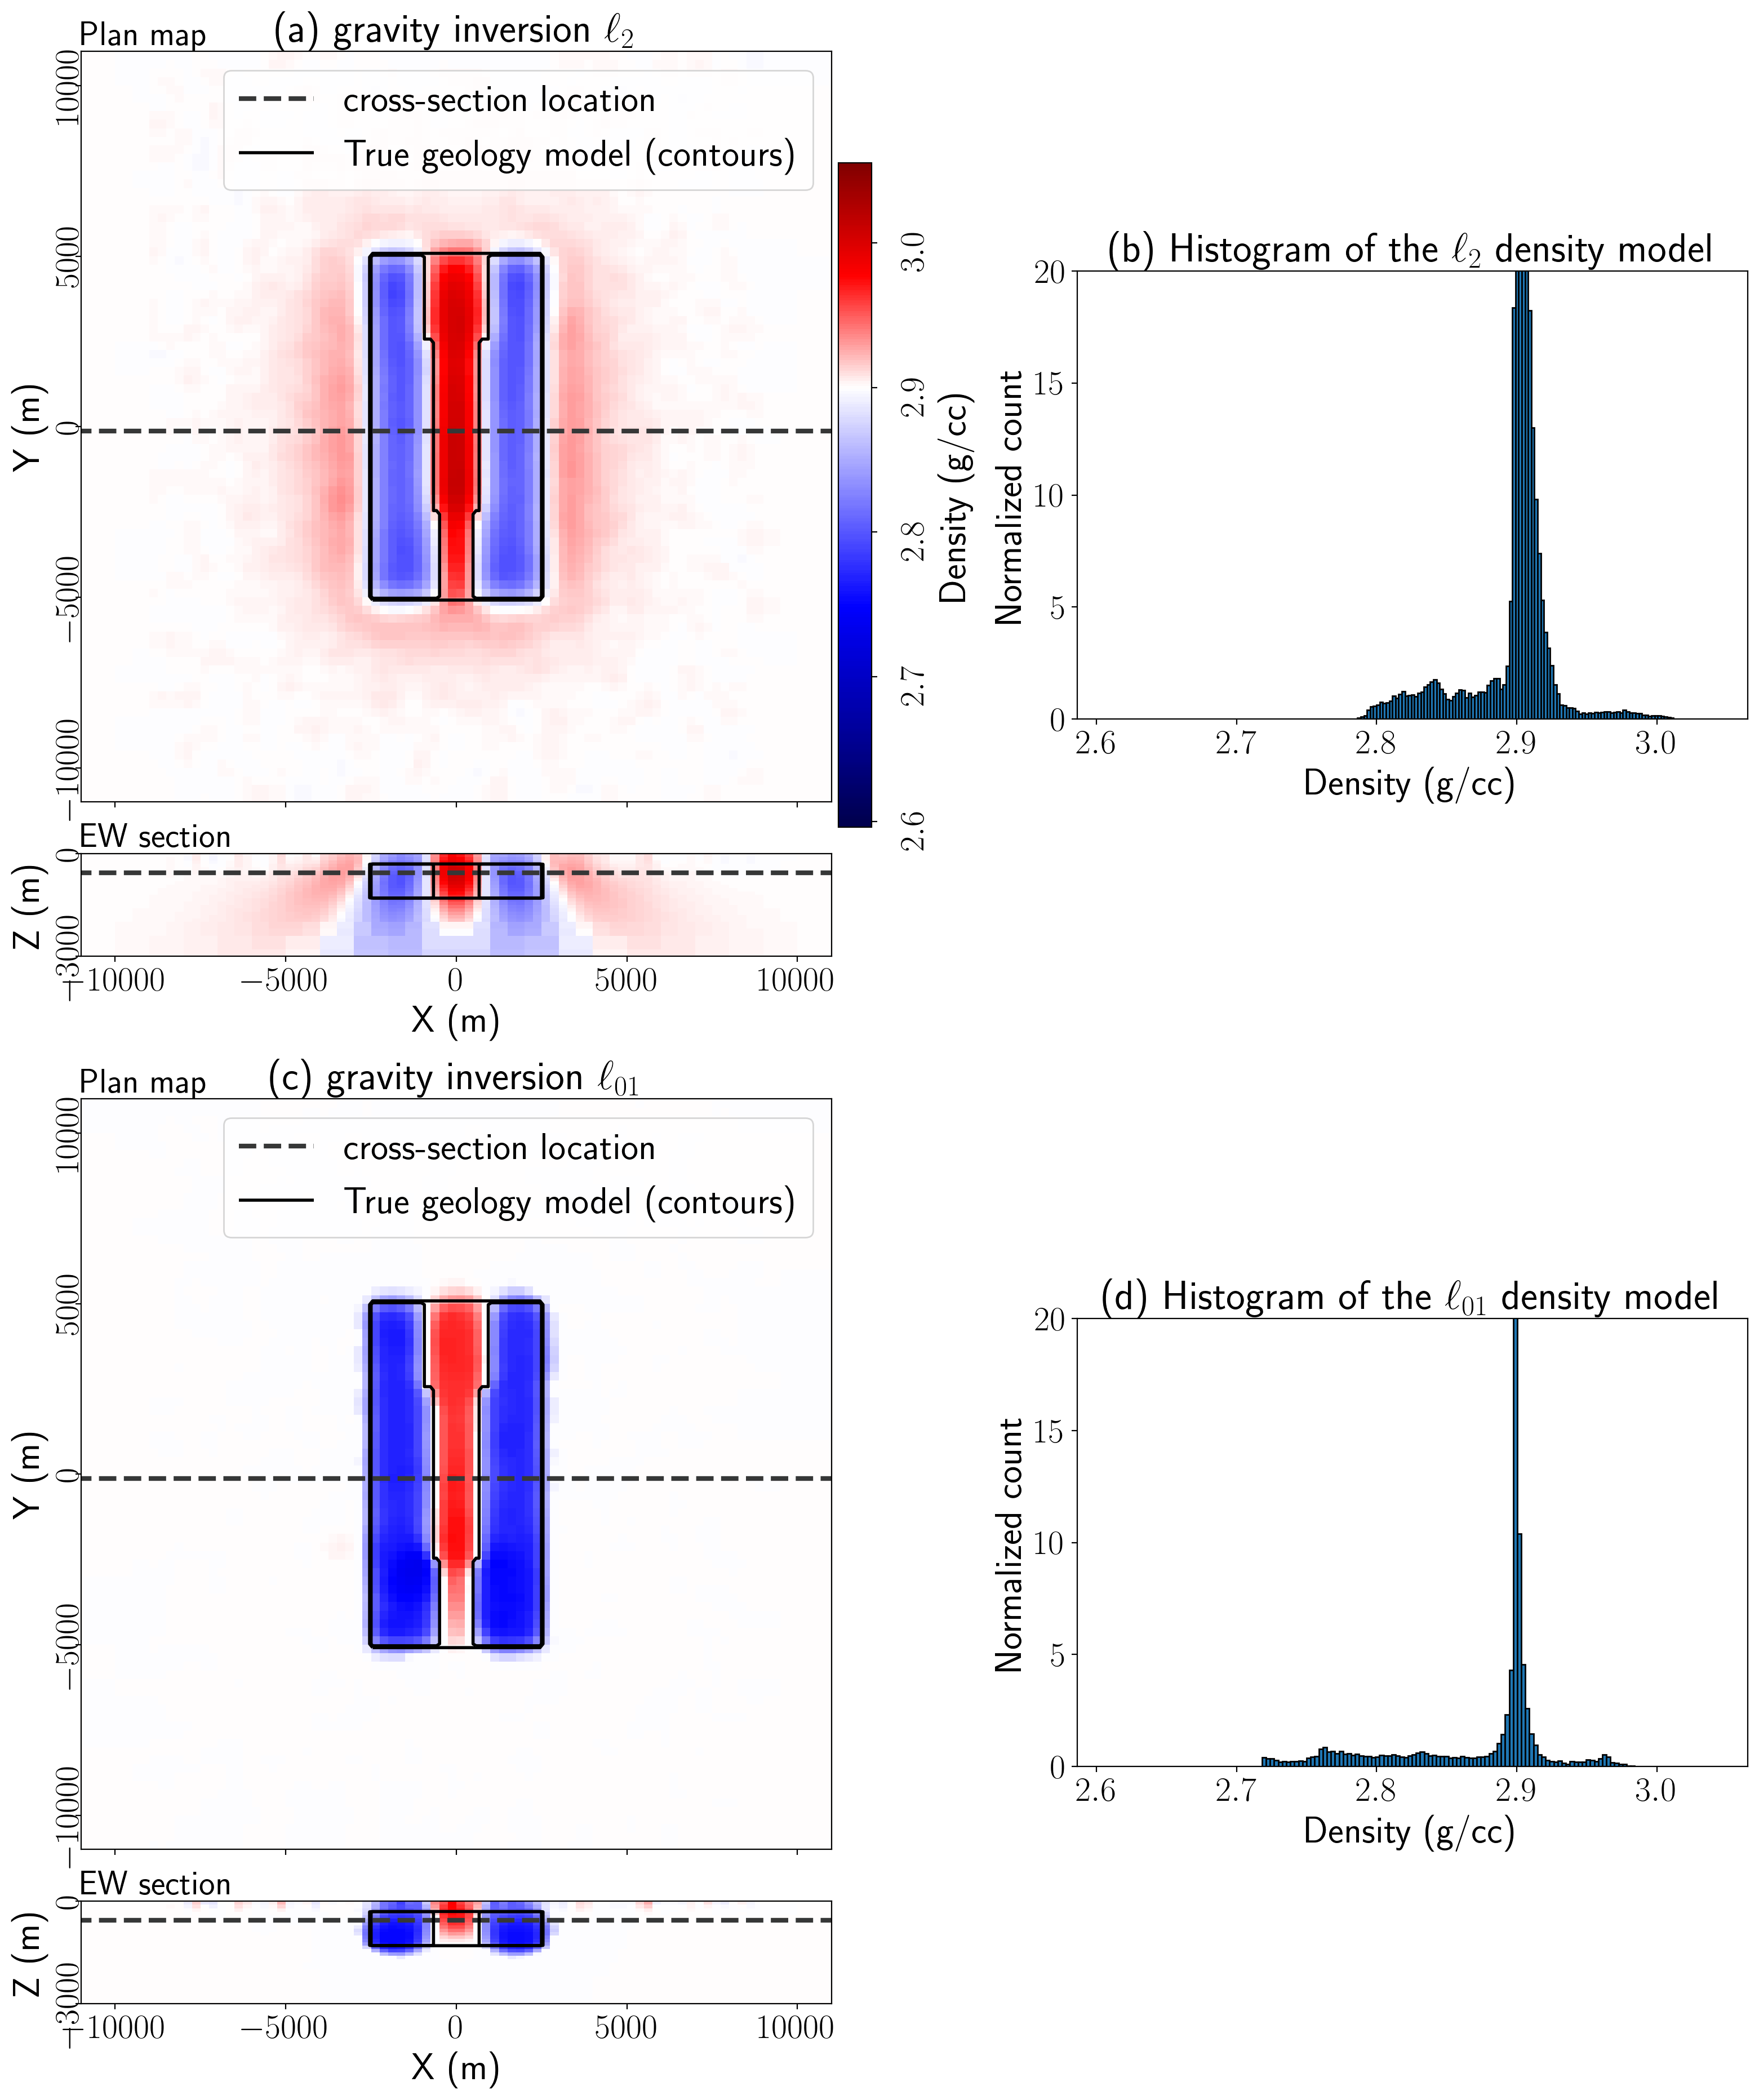 Plan map
(a) gravity inversion ℓ₂
cross-section location
True geology model (contours)
10000
5000
0
−5000
−10000
Y (m)
3.0
2.9
2.8
2.7
2.6
Density (g/cc)
EW section
0
−3000
Z (m)
−10000 −5000 0 5000 10000
X (m)
(b) Histogram of the ℓ₂ density model
20
15
10
5
0
Normalized count
2.6 2.7 2.8 2.9 3.0
Density (g/cc)
Plan map
(c) gravity inversion ℓ₀₁
cross-section location
True geology model (contours)
10000
5000
0
−5000
−10000
Y (m)
EW section
0
−3000
Z (m)
−10000 −5000 0 5000 10000
X (m)
(d) Histogram of the ℓ₀₁ density model
20
15
10
5
0
Normalized count
2.6 2.7 2.8 2.9 3.0
Density (g/cc)